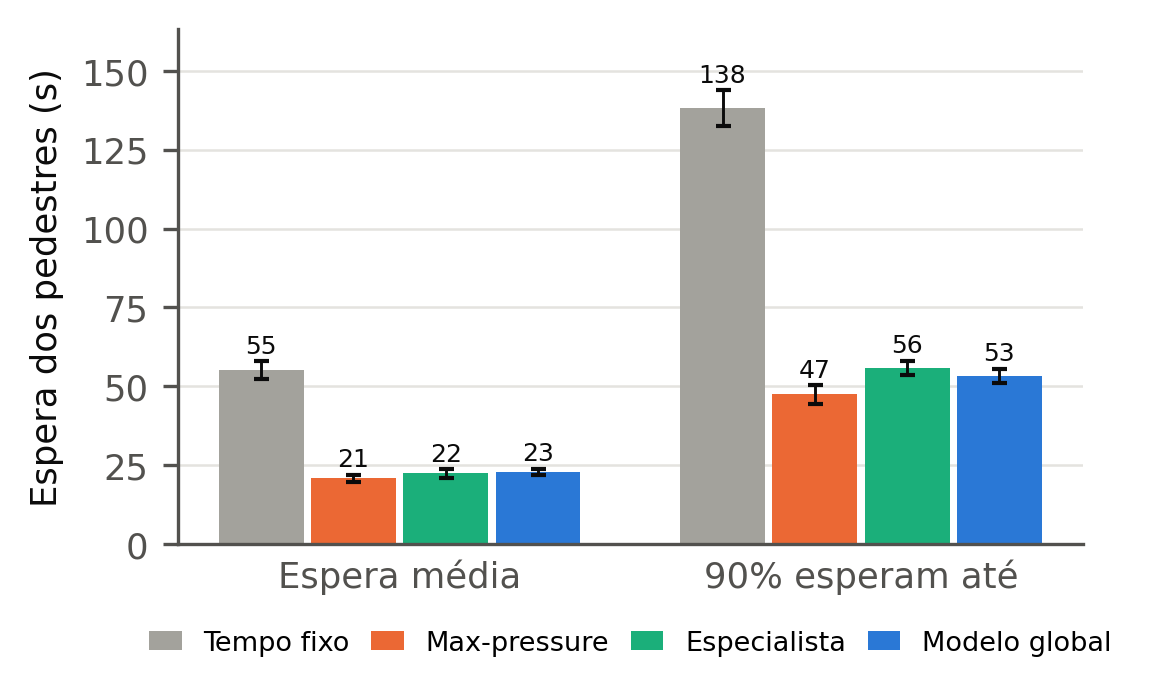 Espera dos pedestres (s)
150
125
100
75
50
25
0
55
21
22
23
138
47
56
53
Espera média
90% esperam até
Tempo fixo
Max-pressure
Especialista
Modelo global